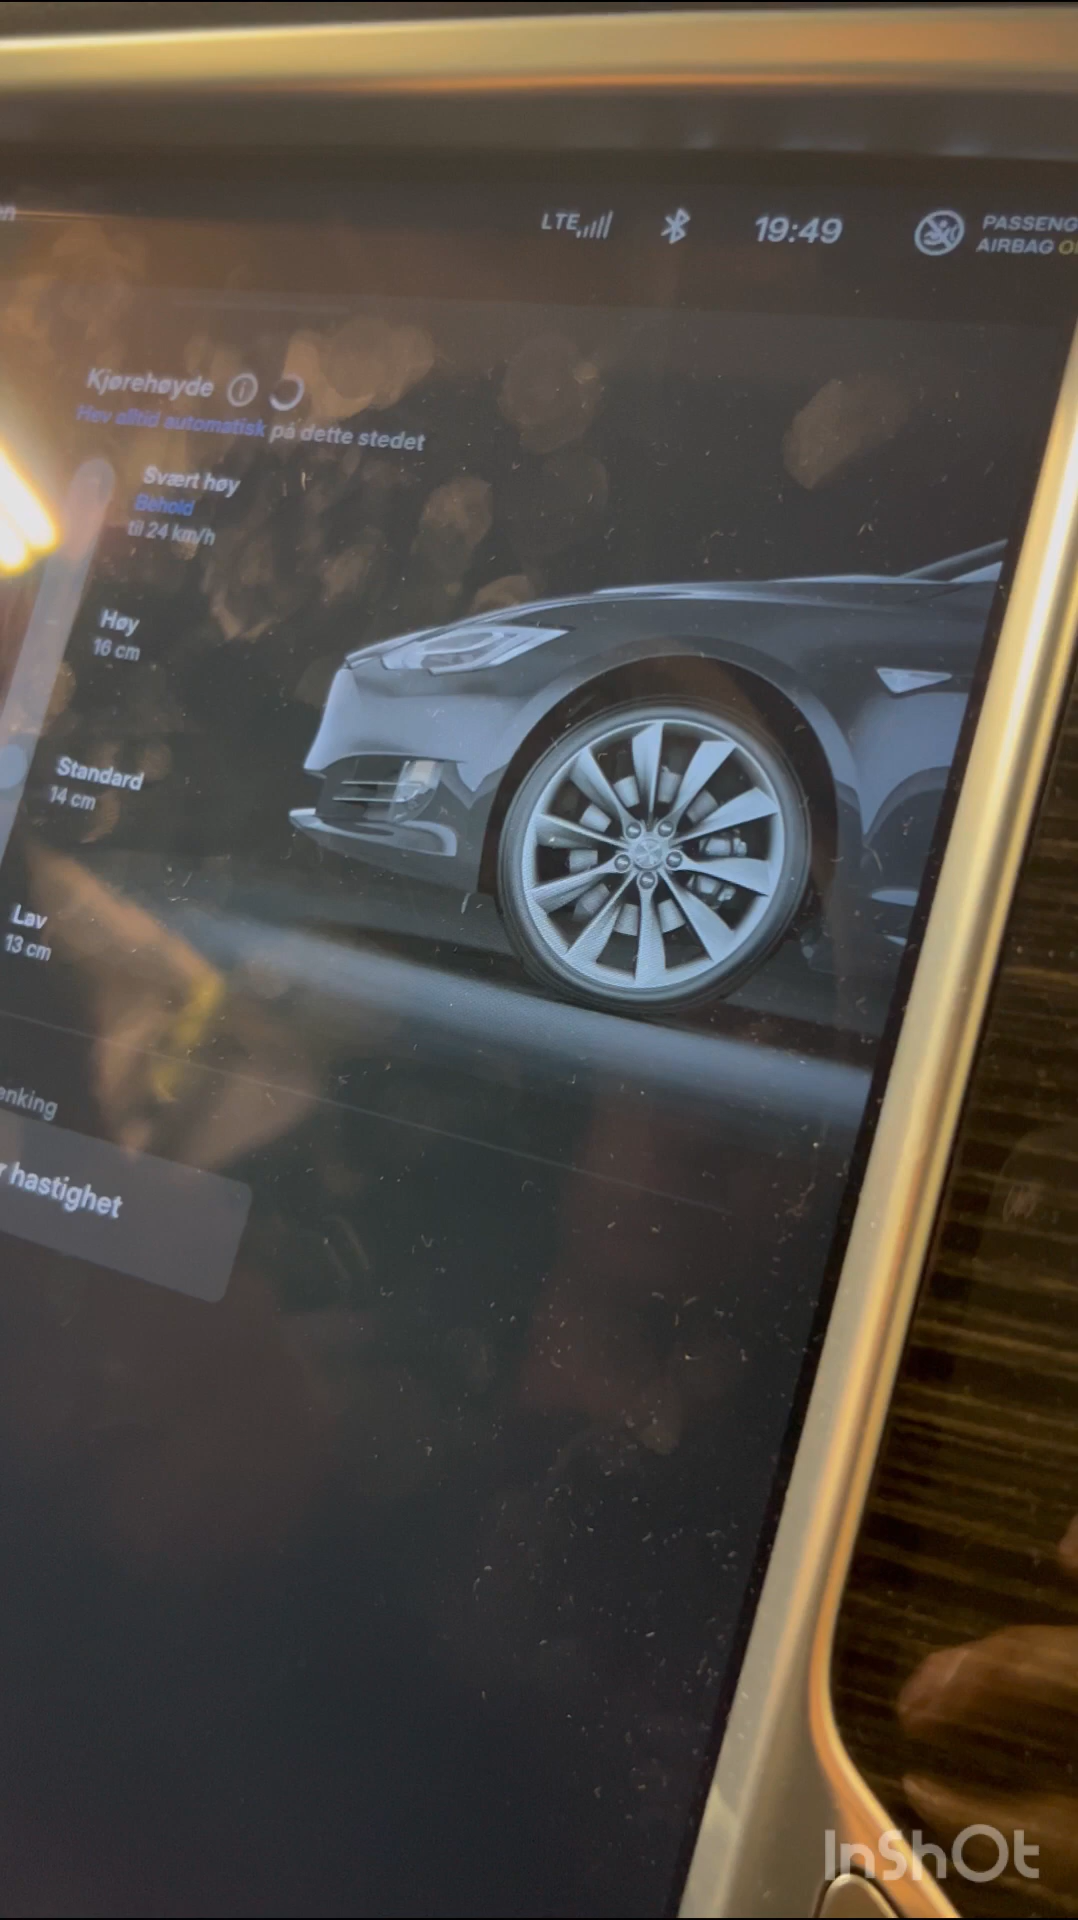 LTE
19:49
PASSENG
AIRBAG
Kjørehøyde
Hev alltid automatisk på dette stedet
Svært høy
Behold
til 24 km/h
Høy
16 cm
Standard
14 cm
Lav
13 cm
enking
r hastighet
InShOt